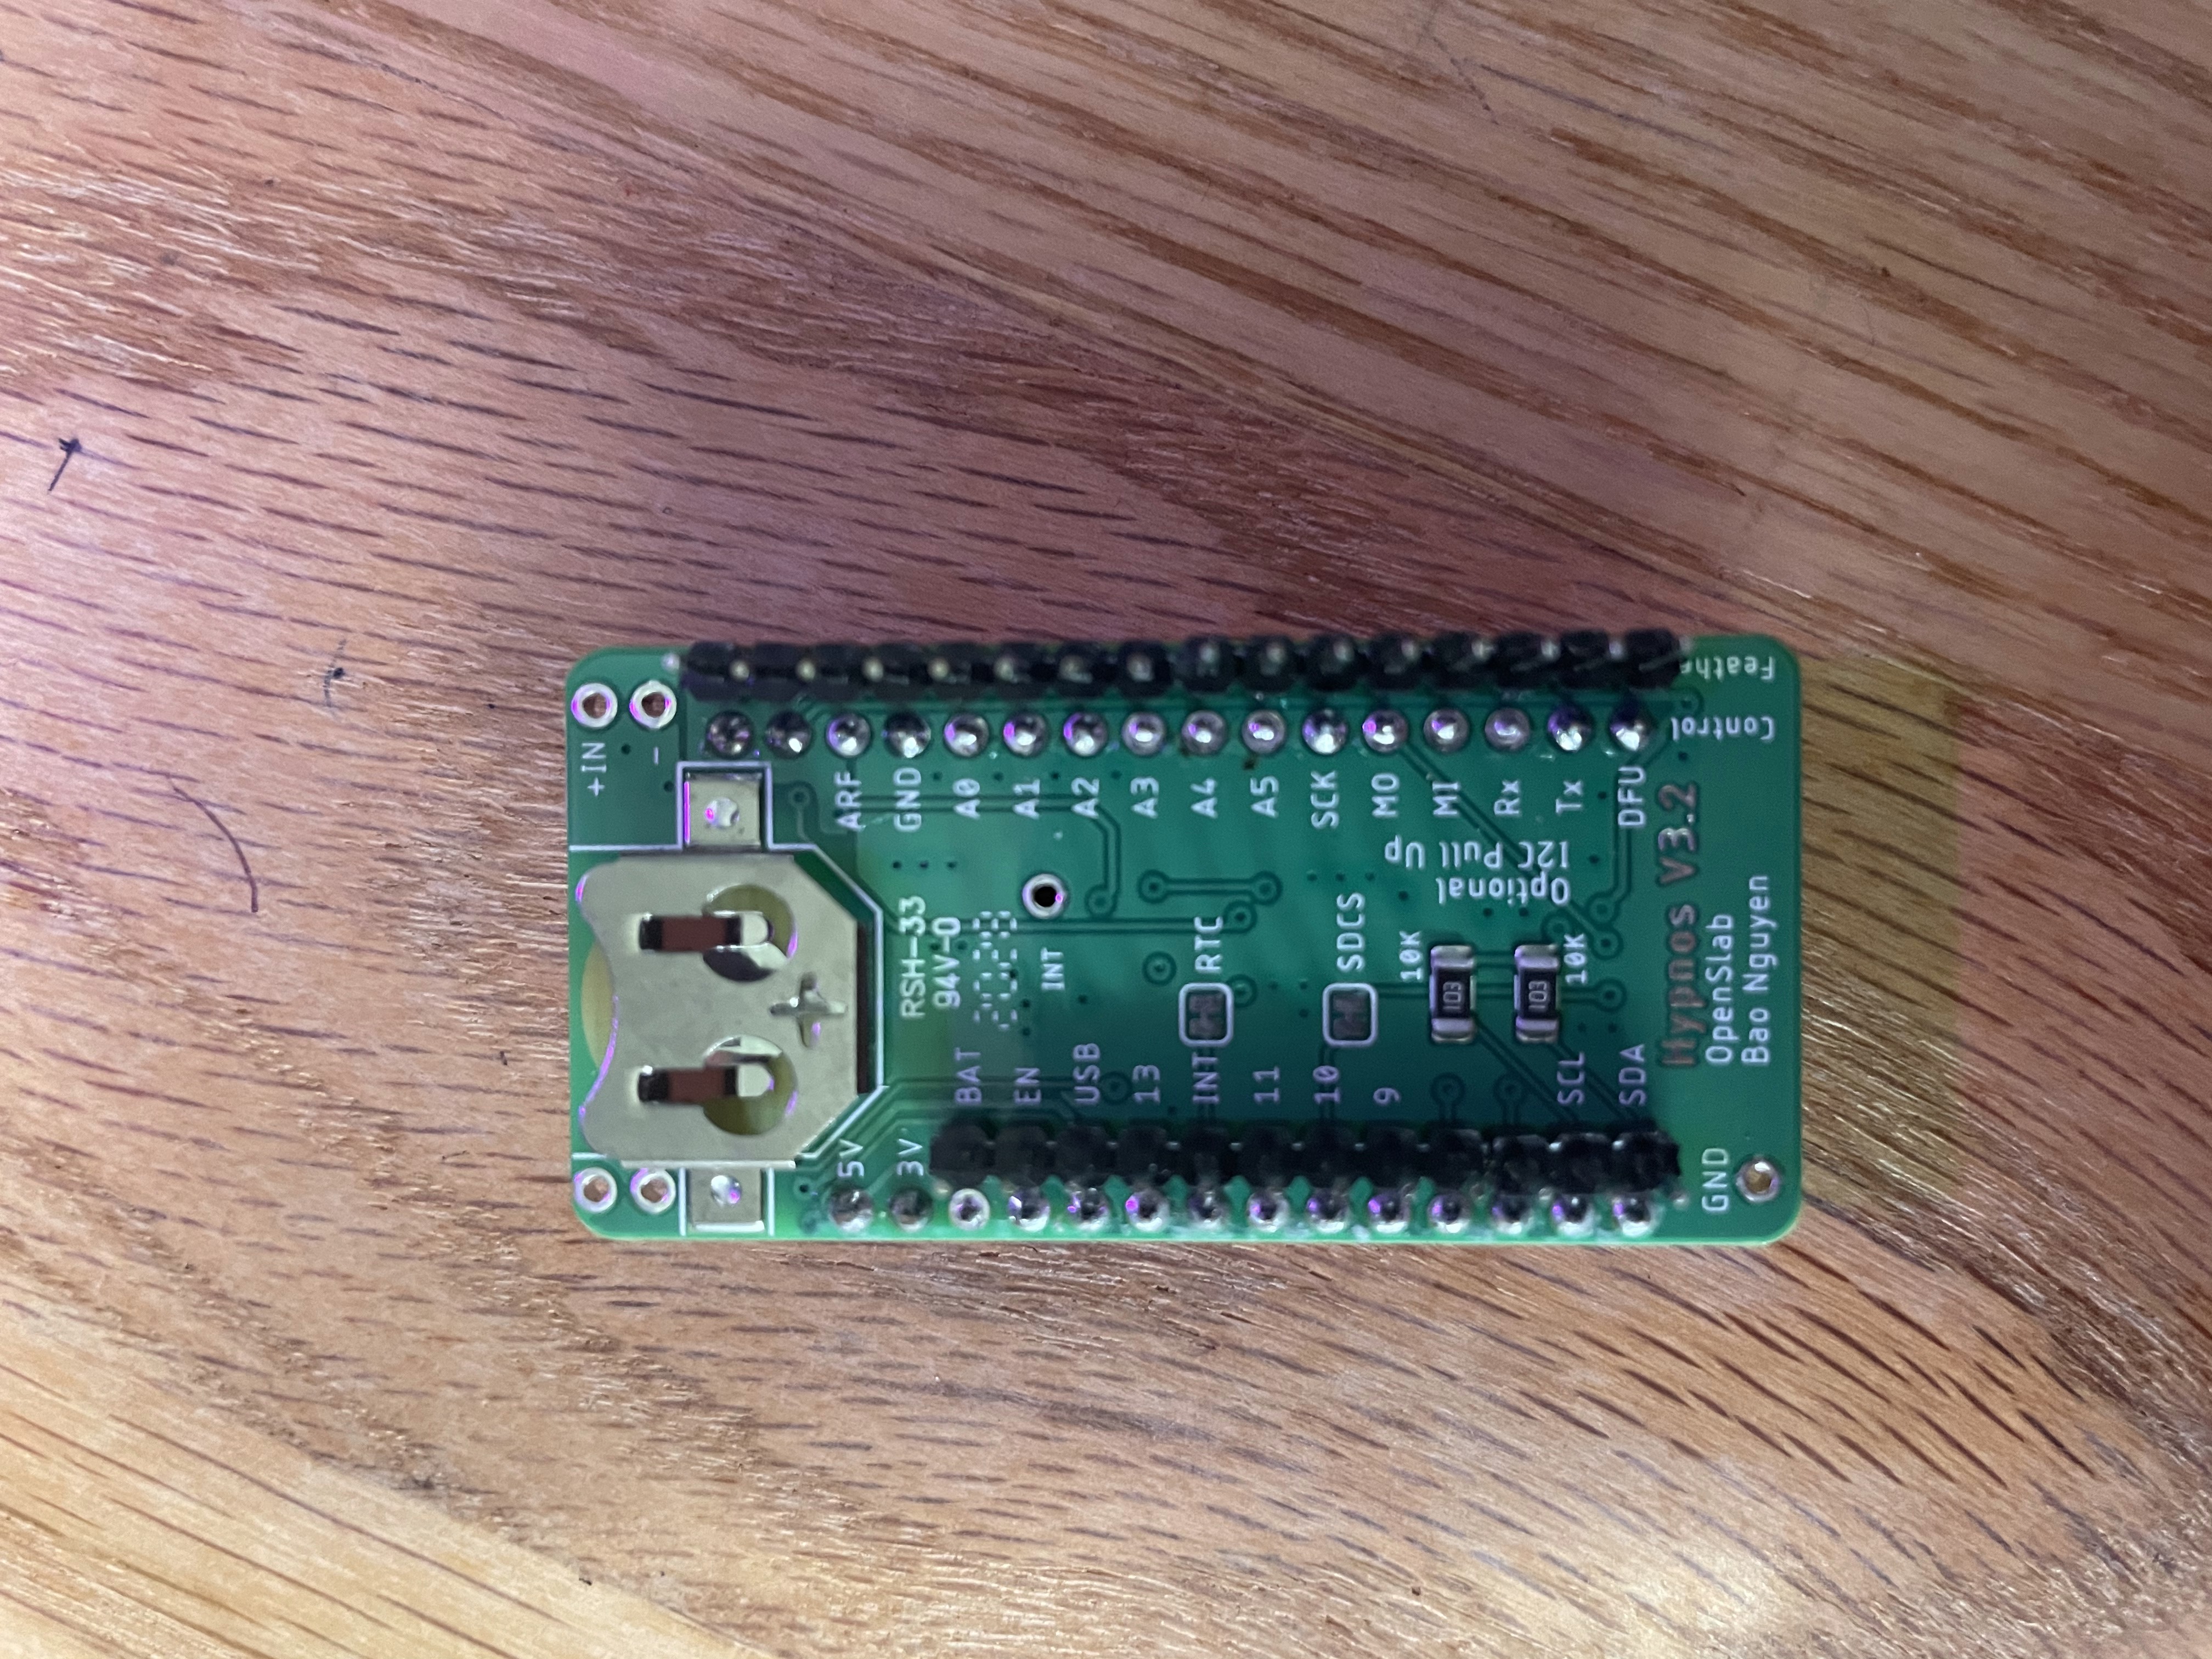 +IN
-
5V
3V
BAT
EN
USB
13
INT
RTC
11
10
SDCS
9
10K
103
103
10K
SCL
SDA
RSH-33
94V-0
2028
INT
ARF
GND
A0
A1
A2
A3
A4
A5
SCK
MO
MI
Rx
Tx
DFU
Optional
I2C Pull Up
Hypnos V3.2
OpenSlab
Bao Nguyen
GND
Control
Feathe